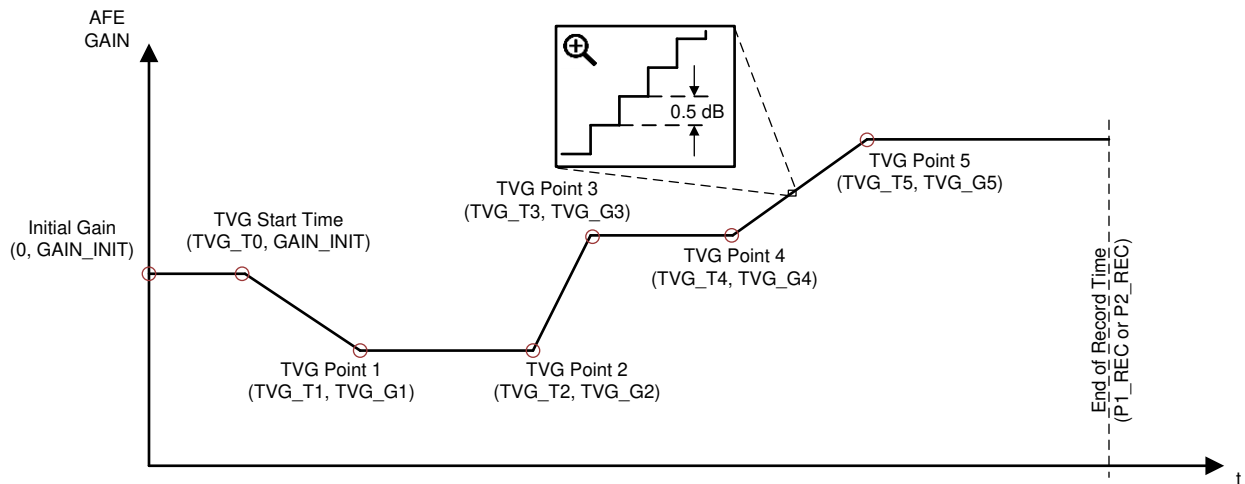 AFE
GAIN
0.5 dB
TVG Point 5
(TVG_T5, TVG_G5)
TVG Point 3
(TVG_T3, TVG_G3)
TVG Start Time
(TVG_T0, GAIN_INIT)
Initial Gain
(0, GAIN_INIT)
TVG Point 4
(TVG_T4, TVG_G4)
End of Record Time
(P1_REC or P2_REC)
TVG Point 1
(TVG_T1, TVG_G1)
TVG Point 2
(TVG_T2, TVG_G2)
t